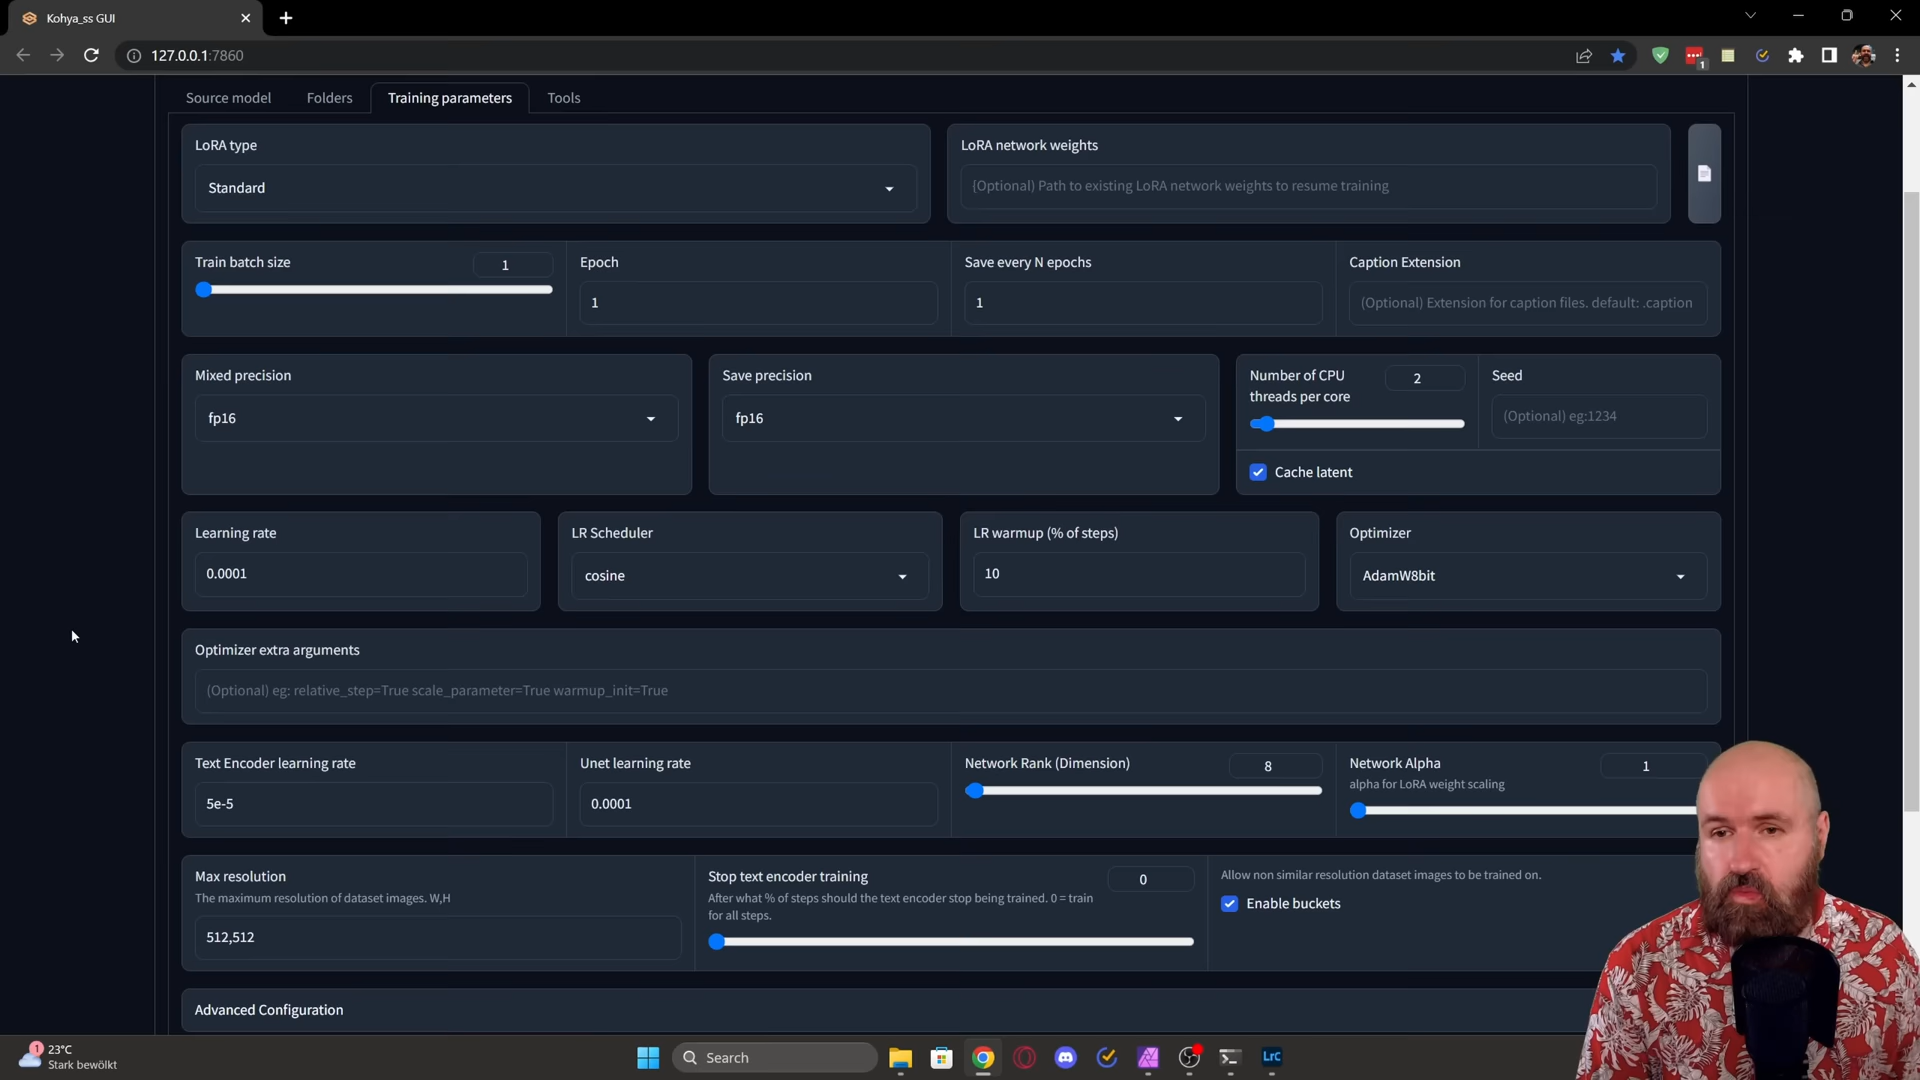 Kohya_ss GUI
127.0.0.1:7860
1
Source model
Folders
Training parameters
Tools
LoRA type
Standard
LoRA network weights
{Optional) Path to existing LoRA network weights to resume training
Train batch size
1
Epoch
1
Save every N epochs
1
Caption Extension
(Optional) Extension for caption files. default: .caption
Mixed precision
fp16
Save precision
fp16
Number of CPU
threads per core
2
Seed
(Optional) eg:1234
Cache latent
Learning rate
0.0001
LR Scheduler
cosine
LR warmup (% of steps)
10
Optimizer
AdamW8bit
Optimizer extra arguments
(Optional) eg: relative_step=True scale_parameter=True warmup_init=True
Text Encoder learning rate
5e-5
Unet learning rate
0.0001
Network Rank (Dimension)
8
Network Alpha
alpha for LoRA weight scaling
1
Max resolution
The maximum resolution of dataset images. W,H
512,512
Stop text encoder training
After what % of steps should the text encoder stop being trained. 0 = train
for all steps.
0
Allow non similar resolution dataset images to be trained on.
Enable buckets
Advanced Configuration
1
23°C
Stark bewölkt
Search
LrC